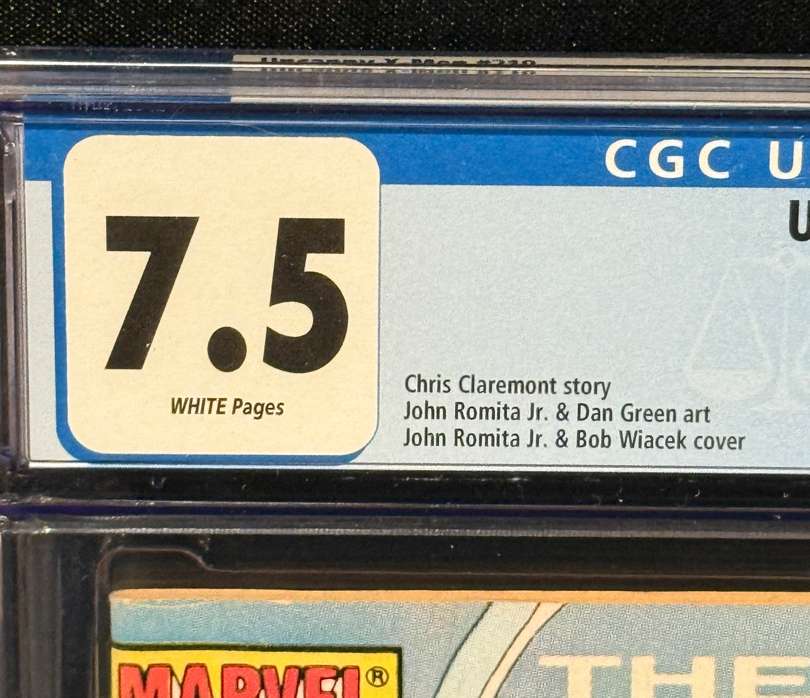 CGC U
7.5
WHITE Pages
Chris Claremont story
John Romita Jr. & Dan Green art
John Romita Jr. & Bob Wiacek cover
MARVEL®
THE